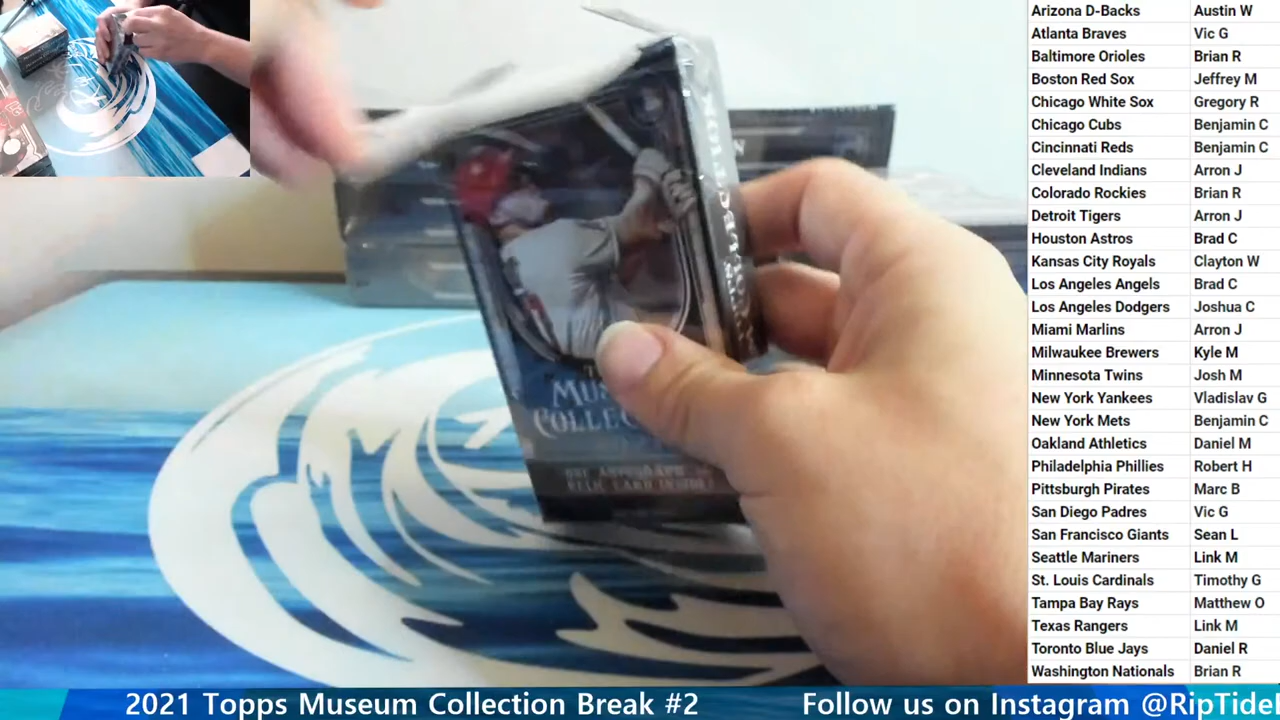 Arizona D-Backs Austin W
Atlanta Braves Vic G
Baltimore Orioles Brian R
Boston Red Sox Jeffrey M
Chicago White Sox Gregory R
Chicago Cubs Benjamin C
Cincinnati Reds Benjamin C
Cleveland Indians Arron J
Colorado Rockies Brian R
Detroit Tigers Arron J
Houston Astros Brad C
Kansas City Royals Clayton W
Los Angeles Angels Brad C
Los Angeles Dodgers Joshua C
Miami Marlins Arron J
Milwaukee Brewers Kyle M
Minnesota Twins Josh M
New York Yankees Vladislav G
New York Mets Benjamin C
Oakland Athletics Daniel M
Philadelphia Phillies Robert H
Pittsburgh Pirates Marc B
San Diego Padres Vic G
San Francisco Giants Sean L
Seattle Mariners Link M
St. Louis Cardinals Timothy G
Tampa Bay Rays Matthew O
Texas Rangers Link M
Toronto Blue Jays Daniel R
Washington Nationals Brian R
2021 Topps Museum Collection Break #2 Follow us on Instagram @RipTide